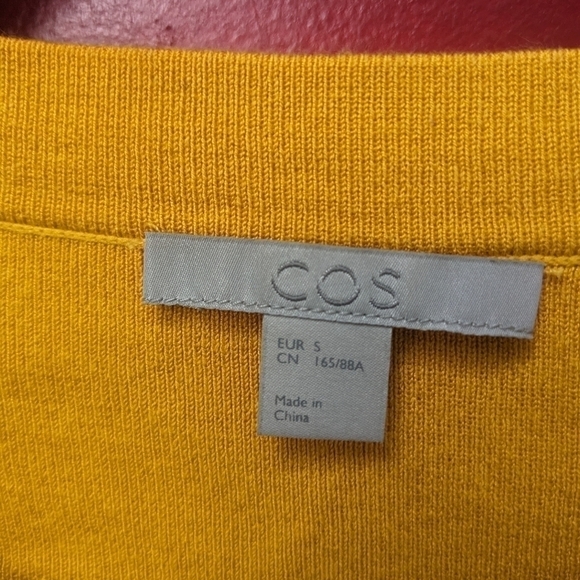 COS
EUR S
CN 165/88A
Made in
China